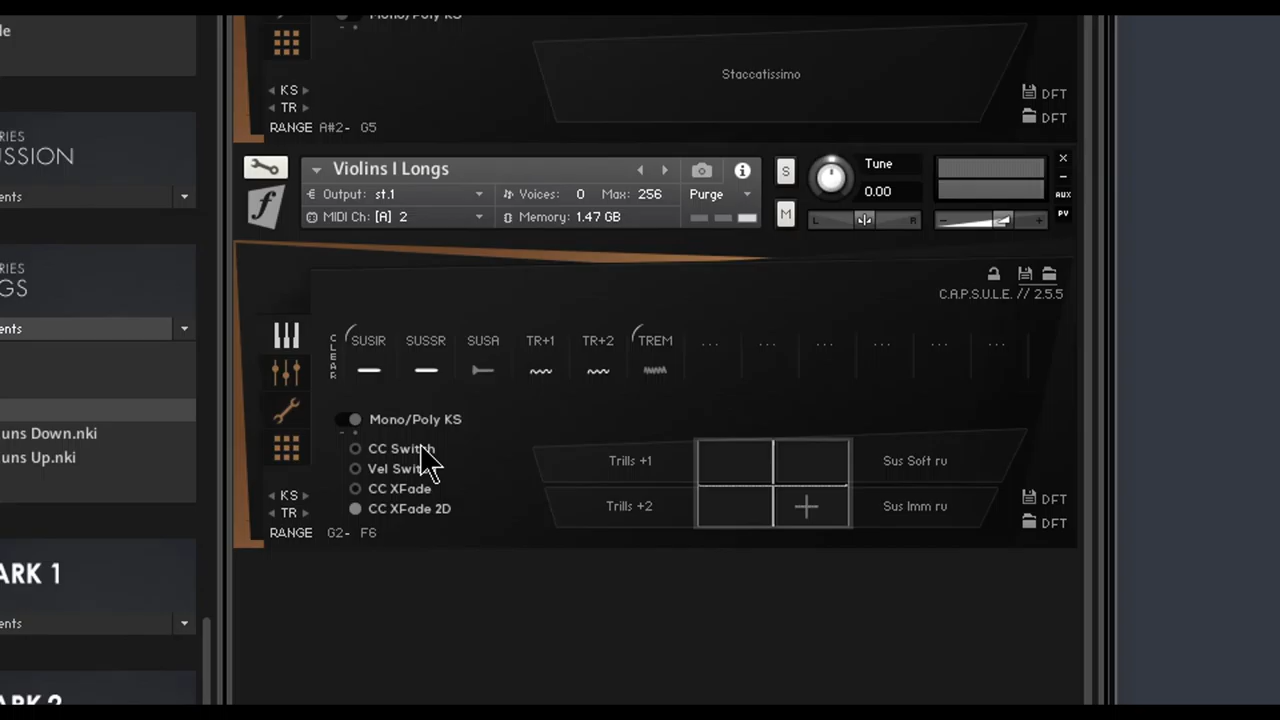 Mono/Poly KS
Staccatissimo
KS
TR
DFT
DFT
RANGE A#2- G5
Violins I Longs
Output: st.1
Voices: 0 Max: 256
Purge
MIDI Ch: [A] 2
Memory: 1.47 GB
S
M
Tune
0.00
L
R
AUX
PV
C.A.P.S.U.L.E. // 2.5.5
CLEAR
SUSIR
SUSSR
SUSA
TR+1
TR+2
TREM
...
...
...
...
...
...
Mono/Poly KS
CC Switch
Vel Swit
CC XFade
CC XFade 2D
Trills +1
Sus Soft ru
Trills +2
Sus Imm ru
KS
TR
DFT
DFT
RANGE G2- F6
RIES
USSION
ents
RIES
GS
ents
uns Down.nki
uns Up.nki
ARK 1
ents